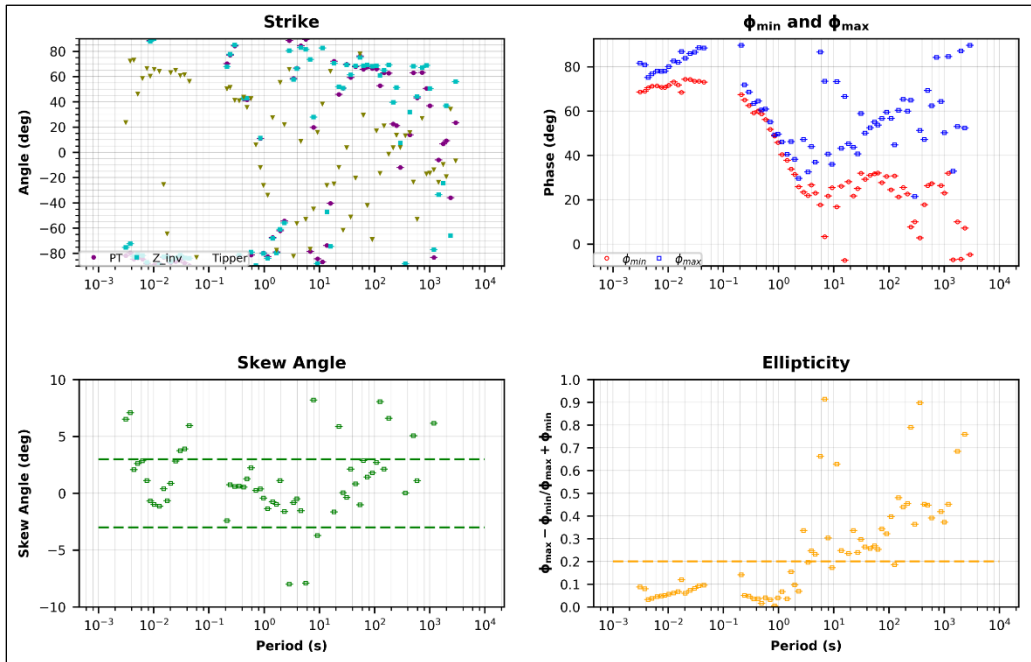 Strike
Angle (deg)
80
60
40
20
0
−20
−40
−60
−80
PT Z_inv Tipper
10⁻³ 10⁻² 10⁻¹ 10⁰ 10¹ 10² 10³ 10⁴
ϕmin and ϕmax
Phase (deg)
80
60
40
20
0
ϕmin ϕmax
10⁻³ 10⁻² 10⁻¹ 10⁰ 10¹ 10² 10³ 10⁴
Skew Angle
Skew Angle (deg)
10
5
0
−5
−10
10⁻³ 10⁻² 10⁻¹ 10⁰ 10¹ 10² 10³ 10⁴
Period (s)
Ellipticity
ϕmax − ϕmin/ϕmax + ϕmin
1.0
0.9
0.8
0.7
0.6
0.5
0.4
0.3
0.2
0.1
0.0
10⁻³ 10⁻² 10⁻¹ 10⁰ 10¹ 10² 10³ 10⁴
Period (s)